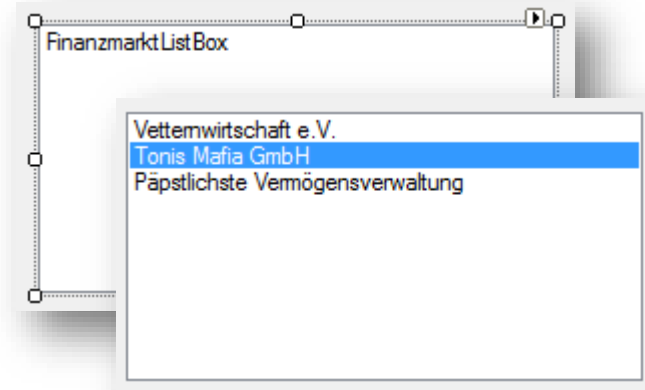 FinanzmarktListBox
Vetternwirtschaft e.V.
Tonis Mafia GmbH
Päpstlichste Vermögensverwaltung